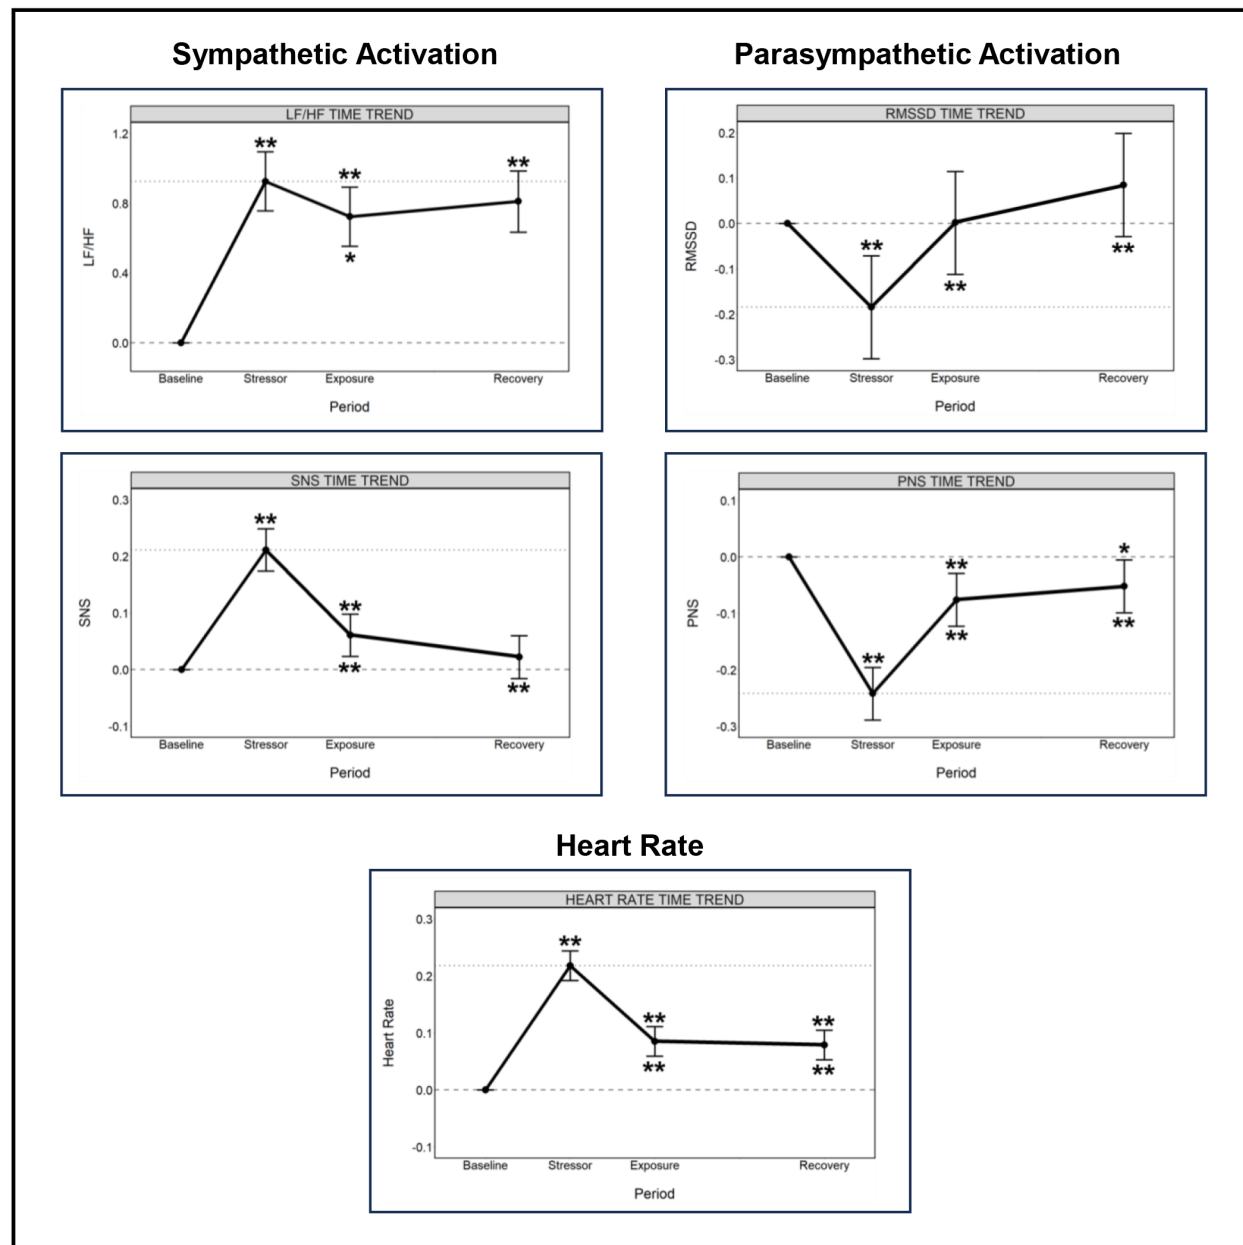 Sympathetic Activation
Parasympathetic Activation
LF/HF TIME TREND
1.2
0.8
0.4
0.0
LF/HF
**
**
*
**
Baseline Stressor Exposure Recovery
Period
RMSSD TIME TREND
0.2
0.1
0.0
-0.1
-0.2
-0.3
RMSSD
**
**
**
Baseline Stressor Exposure Recovery
Period
SNS TIME TREND
0.3
0.2
0.1
0.0
-0.1
SNS
**
**
**
**
Baseline Stressor Exposure Recovery
Period
PNS TIME TREND
0.1
0.0
-0.1
-0.2
-0.3
PNS
**
**
**
*
**
Baseline Stressor Exposure Recovery
Period
Heart Rate
HEART RATE TIME TREND
0.3
0.2
0.1
0.0
-0.1
Heart Rate
**
**
**
**
**
Baseline Stressor Exposure Recovery
Period